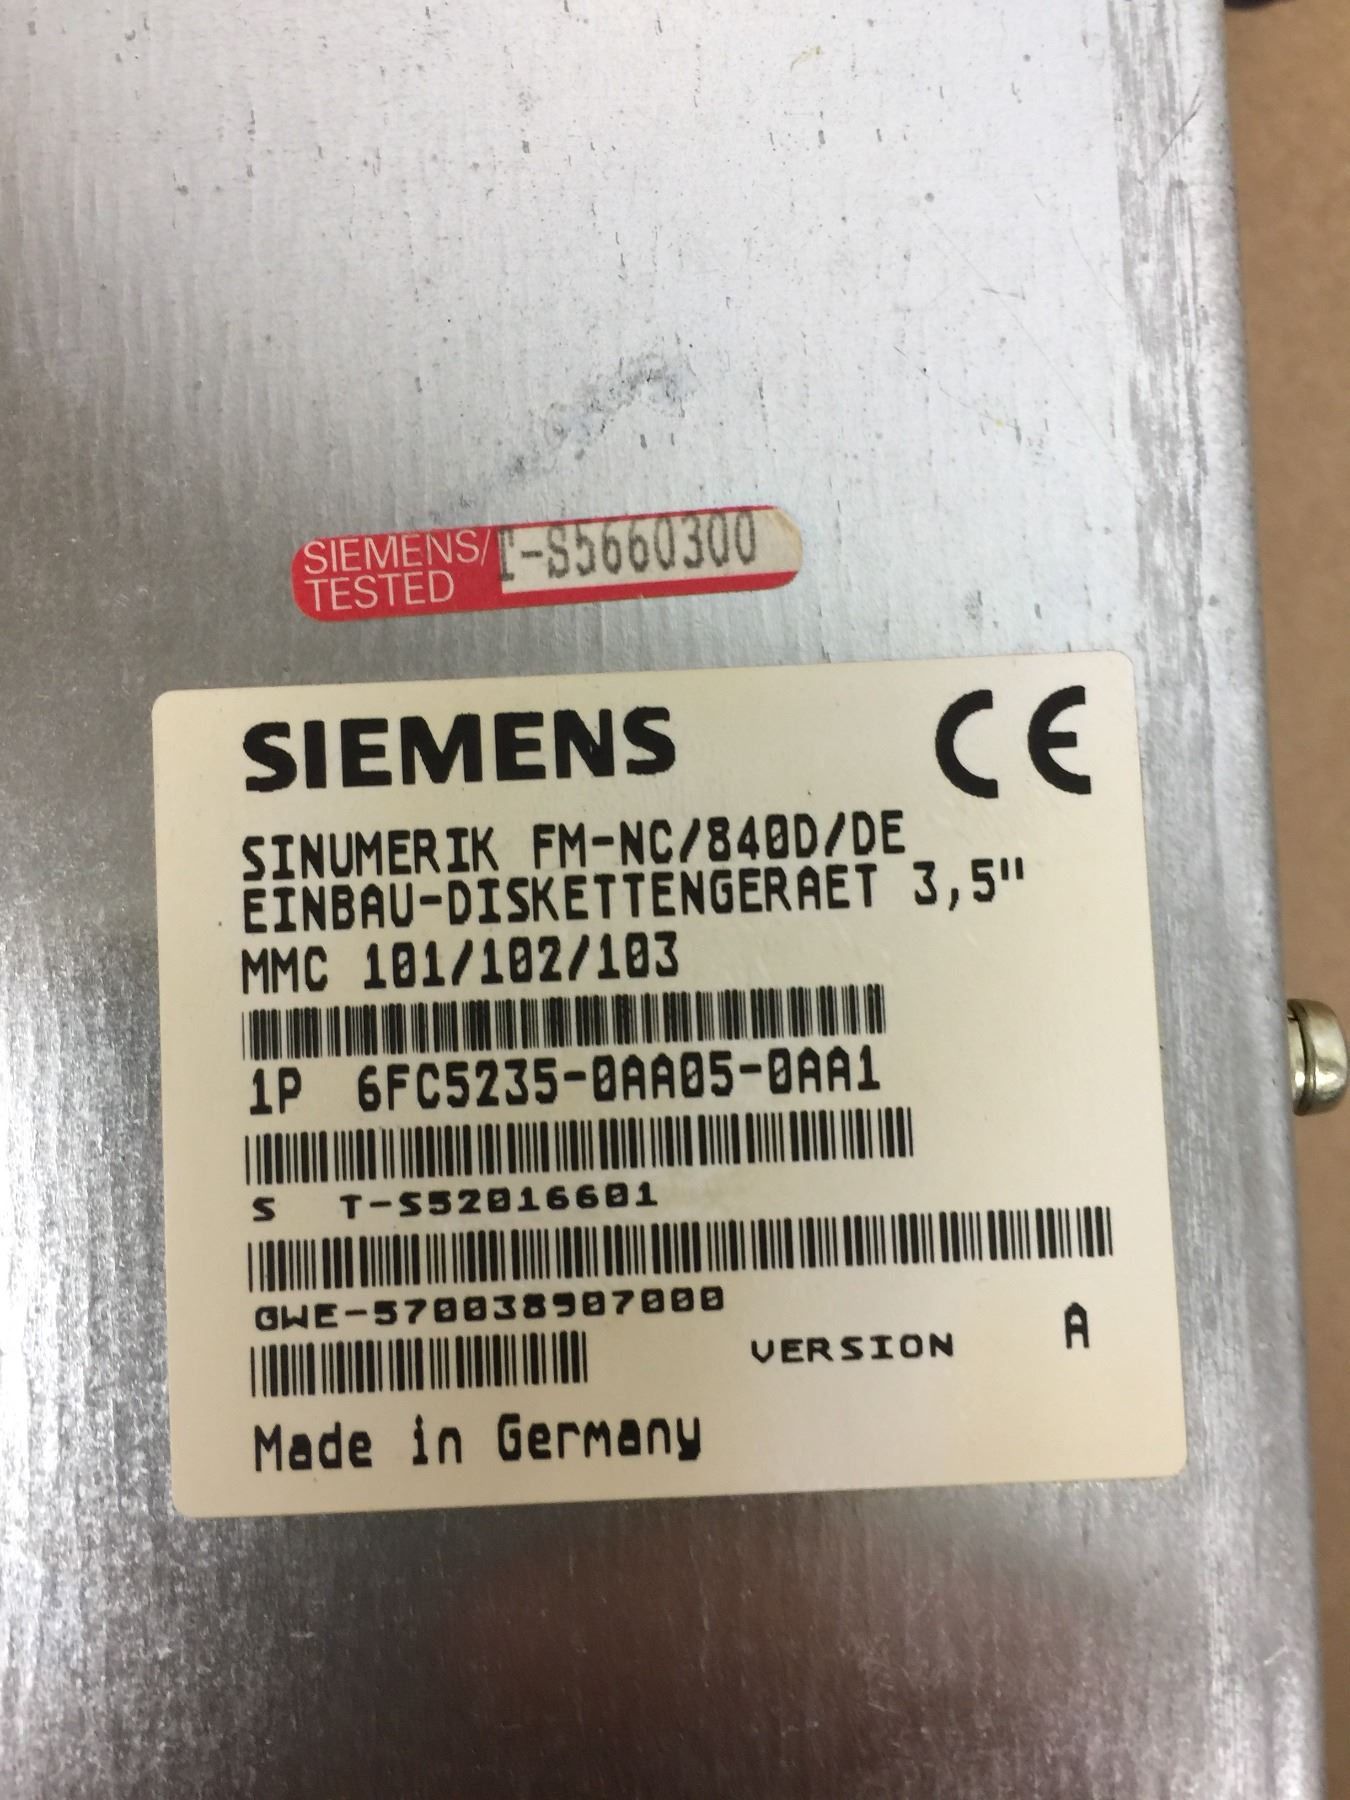 SIEMENS/
TESTED
T-S5660300
SIEMENS CE
SINUMERIK FM-NC/840D/DE
EINBAU-DISKETTENGERAET 3,5"
MMC 101/102/103
1P 6FC5235-0AA05-0AA1
S T-S52016601
GWE-570038907000
VERSION A
Made in Germany